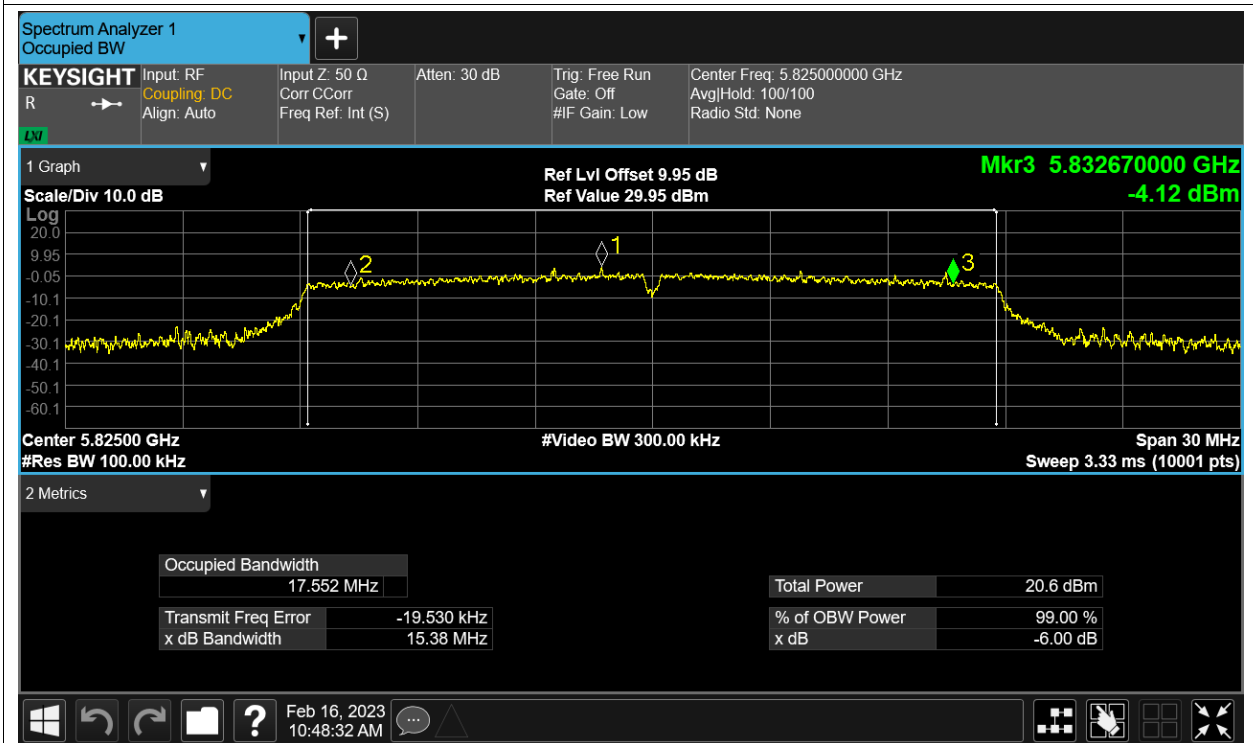 Spectrum Analyzer 1
Occupied BW
+
KEYSIGHT Input: RF Input Z: 50 Ω Atten: 30 dB Trig: Free Run Center Freq: 5.825000000 GHz
R Coupling: DC Corr CCorr Gate: Off Avg|Hold: 100/100
Align: Auto Freq Ref: Int (S) #IF Gain: Low Radio Std: None
LXI
1 Graph
Ref Lvl Offset 9.95 dB
Mkr3 5.832670000 GHz
Scale/Div 10.0 dB
Ref Value 29.95 dBm
-4.12 dBm
Log
20.0
9.95
-0.05
-10.1
-20.1
-30.1
-40.1
-50.1
-60.1
1
2
3
Center 5.82500 GHz #Video BW 300.00 kHz Span 30 MHz
#Res BW 100.00 kHz Sweep 3.33 ms (10001 pts)
2 Metrics
Occupied Bandwidth
17.552 MHz
Total Power 20.6 dBm
Transmit Freq Error -19.530 kHz % of OBW Power 99.00 %
x dB Bandwidth 15.38 MHz x dB -6.00 dB
?
Feb 16, 2023
10:48:32 AM